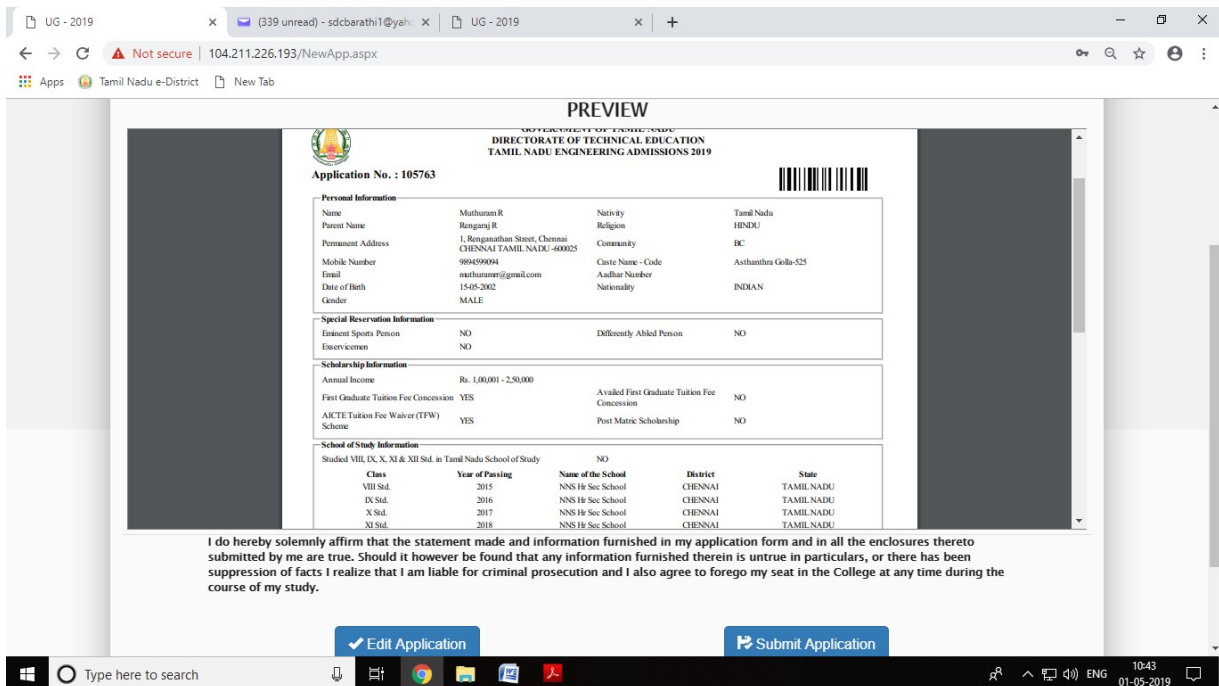 UG - 2019
(339 unread) - sdcbarathi1@yaho
UG - 2019
Not secure | 104.211.226.193/NewApp.aspx
Apps Tamil Nadu e-District New Tab
PREVIEW
GOVERNMENT OF TAMIL NADU
DIRECTORATE OF TECHNICAL EDUCATION
TAMIL NADU ENGINEERING ADMISSIONS 2019
Application No. : 105763
Personal Information
Name Muthuram R Nativity Tamil Nadu
Parent Name Rengaraj R Religion HINDU
Permanent Address 1, Renganathan Street, Chennai CHENNAI TAMIL NADU -600025 Community BC
Mobile Number 9894599094 Caste Name - Code Asthanthra Golla-525
Email muthuramrr@gmail.com Aadhar Number
Date of Birth 15-05-2002 Nationality INDIAN
Gender MALE
Special Reservation Information
Eminent Sports Person NO Differently Abled Person NO
Exservicemen NO
Scholarship Information
Annual Income Rs. 1,00,001 - 2,50,000
First Graduate Tuition Fee Concession YES Availed First Graduate Tuition Fee Concession NO
AICTE Tuition Fee Waiver (TFW) Scheme YES Post Matric Scholarship NO
School of Study Information
Studied VIII, IX, X, XI & XII Std. in Tamil Nadu School of Study NO
Class Year of Passing Name of the School District State
VIII Std. 2015 NNS Hr Sec School CHENNAI TAMIL NADU
IX Std. 2016 NNS Hr Sec School CHENNAI TAMIL NADU
X Std. 2017 NNS Hr Sec School CHENNAI TAMIL NADU
XI Std. 2018 NNS Hr Sec School CHENNAI TAMIL NADU
I do hereby solemnly affirm that the statement made and information furnished in my application form and in all the enclosures thereto
submitted by me are true. Should it however be found that any information furnished therein is untrue in particulars, or there has been
suppression of facts I realize that I am liable for criminal prosecution and I also agree to forego my seat in the College at any time during the
course of my study.
Edit Application Submit Application
Type here to search
ENG 10:43
01-05-2019